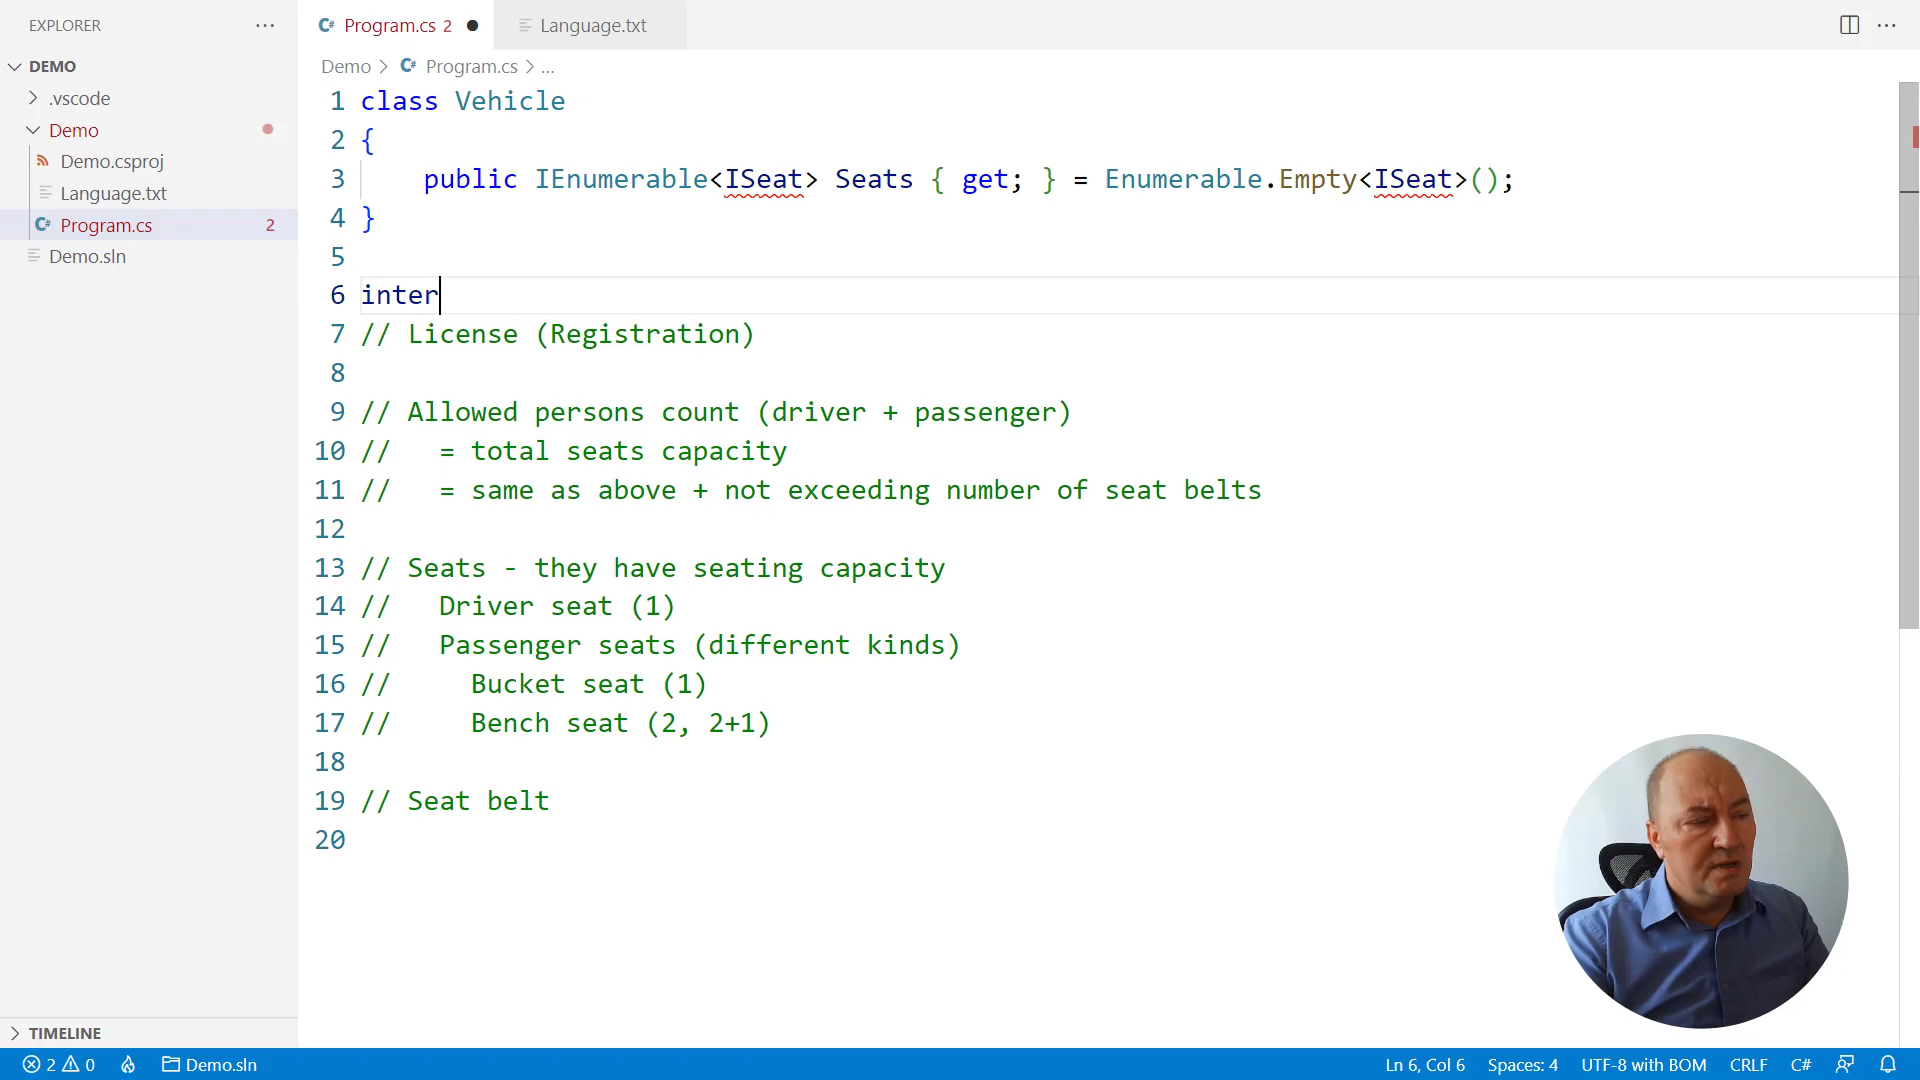 EXPLORER
DEMO
.vscode
Demo
Demo.csproj
Language.txt
Program.cs 2
Demo.sln
TIMELINE
Program.cs 2
Language.txt
Demo > Program.cs > ...
1 class Vehicle
2 {
3     public IEnumerable<ISeat> Seats { get; } = Enumerable.Empty<ISeat>();
4 }
5
6 inter
7 // License (Registration)
8
9 // Allowed persons count (driver + passenger)
10 //   = total seats capacity
11 //   = same as above + not exceeding number of seat belts
12
13 // Seats - they have seating capacity
14 //   Driver seat (1)
15 //   Passenger seats (different kinds)
16 //     Bucket seat (1)
17 //     Bench seat (2, 2+1)
18
19 // Seat belt
20
2 0 Demo.sln Ln 6, Col 6 Spaces: 4 UTF-8 with BOM CRLF C#